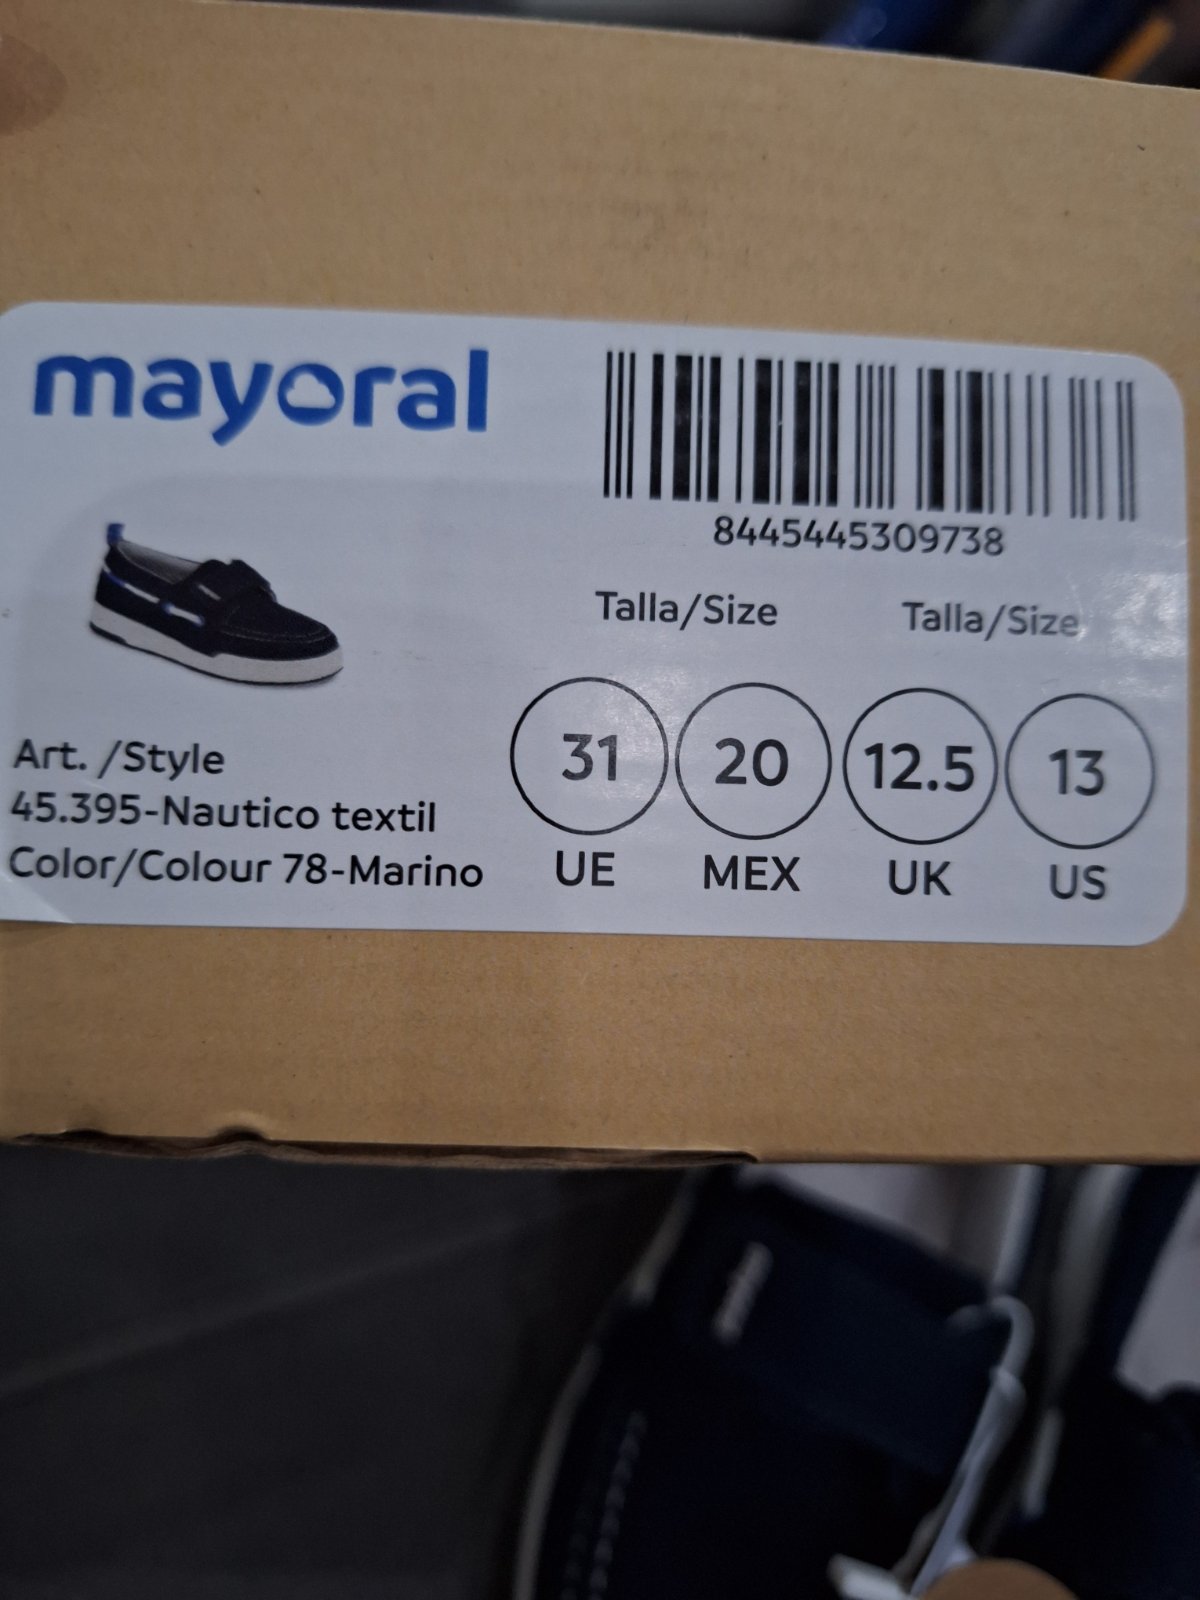 mayoral
8445445309738
Talla/Size Talla/Size
31 20 12.5 13
UE MEX UK US
Art. /Style
45.395-Nautico textil
Color/Colour 78-Marino